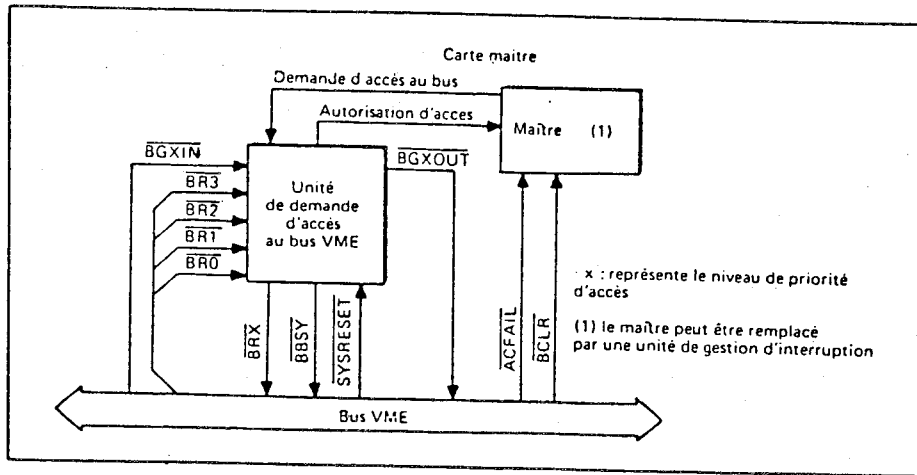 Carte maitre
Demande d'accès au bus
Autorisation d'acces
Maître (1)
BGXIN
BGXOUT
BR3
BR2
BR1
BR0
Unité
de demande
d'accès
au bus VME
x : représente le niveau de priorité
d'accès
(1) le maître peut être remplacé
par une unité de gestion d'interruption
BRX
BBSY
SYSRESET
ACFAIL
BCLR
Bus VME